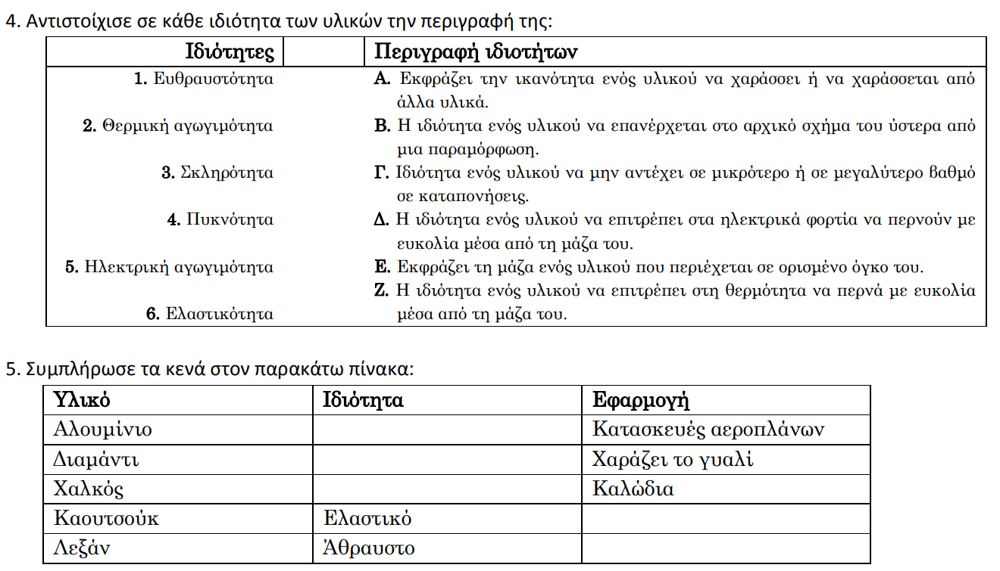 4. Αντιστοίχισε σε κάθε ιδιότητα των υλικών την περιγραφή της:
Ιδιότητες Περιγραφή ιδιοτήτων
1. Ευθραυστότητα Α. Εκφράζει την ικανότητα ενός υλικού να χαράσσει ή να χαράσσεται από
άλλα υλικά.
2. Θερμική αγωγιμότητα Β. Η ιδιότητα ενός υλικού να επανέρχεται στο αρχικό σχήμα του ύστερα από
μια παραμόρφωση.
3. Σκληρότητα Γ. Ιδιότητα ενός υλικού να μην αντέχει σε μικρότερο ή σε μεγαλύτερο βαθμό
σε καταπονήσεις.
4. Πυκνότητα Δ. Η ιδιότητα ενός υλικού να επιτρέπει στα ηλεκτρικά φορτία να περνούν με
ευκολία μέσα από τη μάζα του.
5. Ηλεκτρική αγωγιμότητα Ε. Εκφράζει τη μάζα ενός υλικού που περιέχεται σε ορισμένο όγκο του.
Ζ. Η ιδιότητα ενός υλικού να επιτρέπει στη θερμότητα να περνά με ευκολία
6. Ελαστικότητα μέσα από τη μάζα του.
5. Συμπλήρωσε τα κενά στον παρακάτω πίνακα:
Υλικό Ιδιότητα Εφαρμογή
Αλουμίνιο Κατασκευές αεροπλάνων
Διαμάντι Χαράζει το γυαλί
Χαλκός Καλώδια
Καουτσούκ Ελαστικό
Λεξάν Άθραυστο